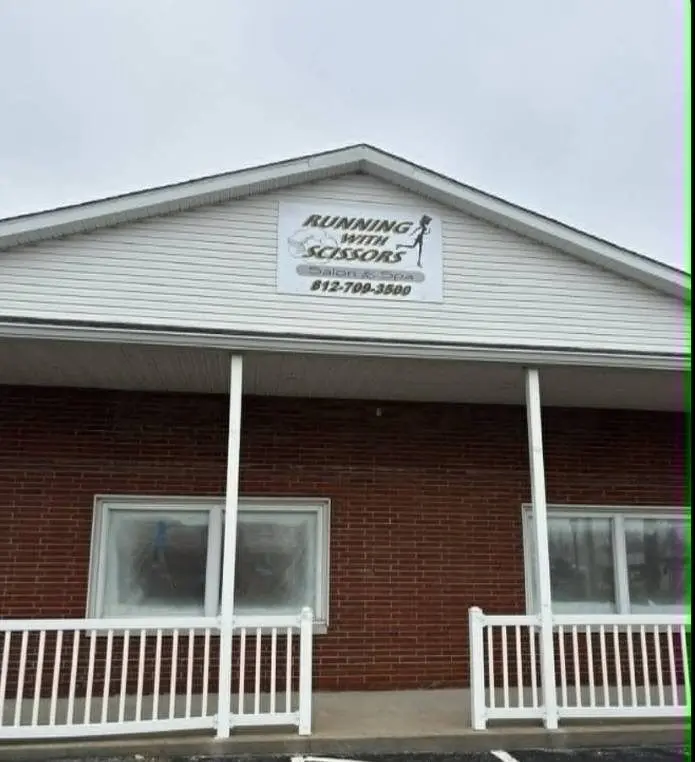 RUNNING
WITH
SCISSORS
Salon & Spa
812-709-3500